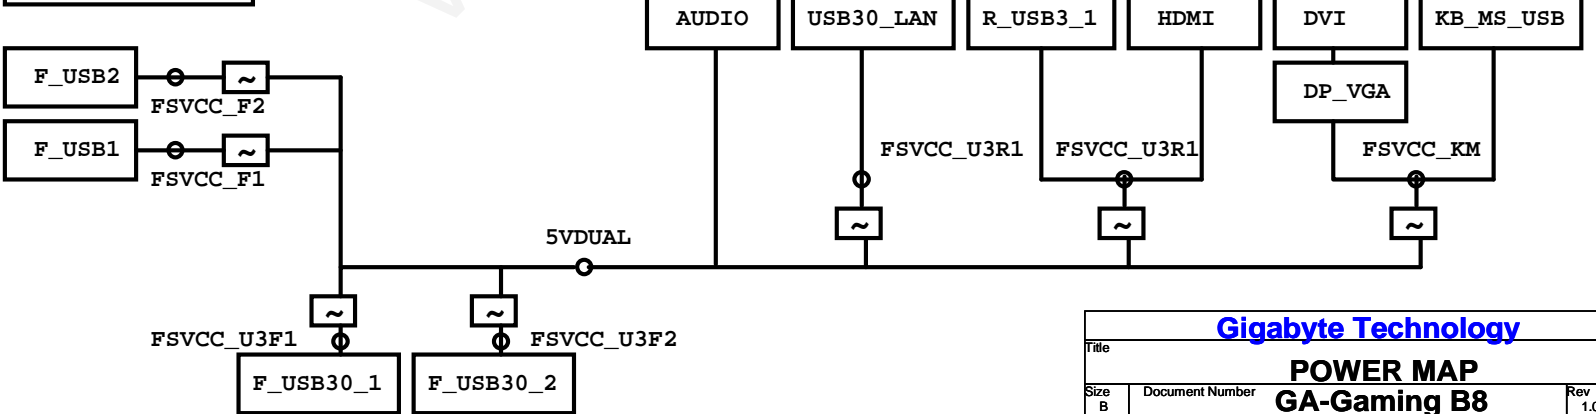 AUDIO
USB30_LAN
R_USB3_1
HDMI
DVI
KB_MS_USB
F_USB2
~
FSVCC_F2
DP_VGA
F_USB1
~
FSVCC_F1
FSVCC_U3R1
FSVCC_U3R1
FSVCC_KM
~
~
~
5VDUAL
~
~
FSVCC_U3F1
FSVCC_U3F2
F_USB30_1
F_USB30_2
Gigabyte Technology
Title
POWER MAP
Size
Document Number
Rev
B
GA-Gaming B8